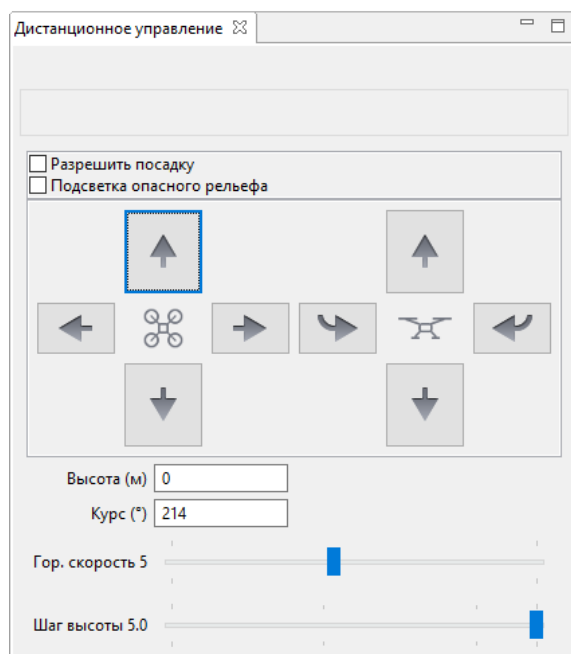 Дистанционное управление
Разрешить посадку
Подсветка опасного рельефа
Высота (м) 0
Курс (°) 214
Гор. скорость 5
Шаг высоты 5.0